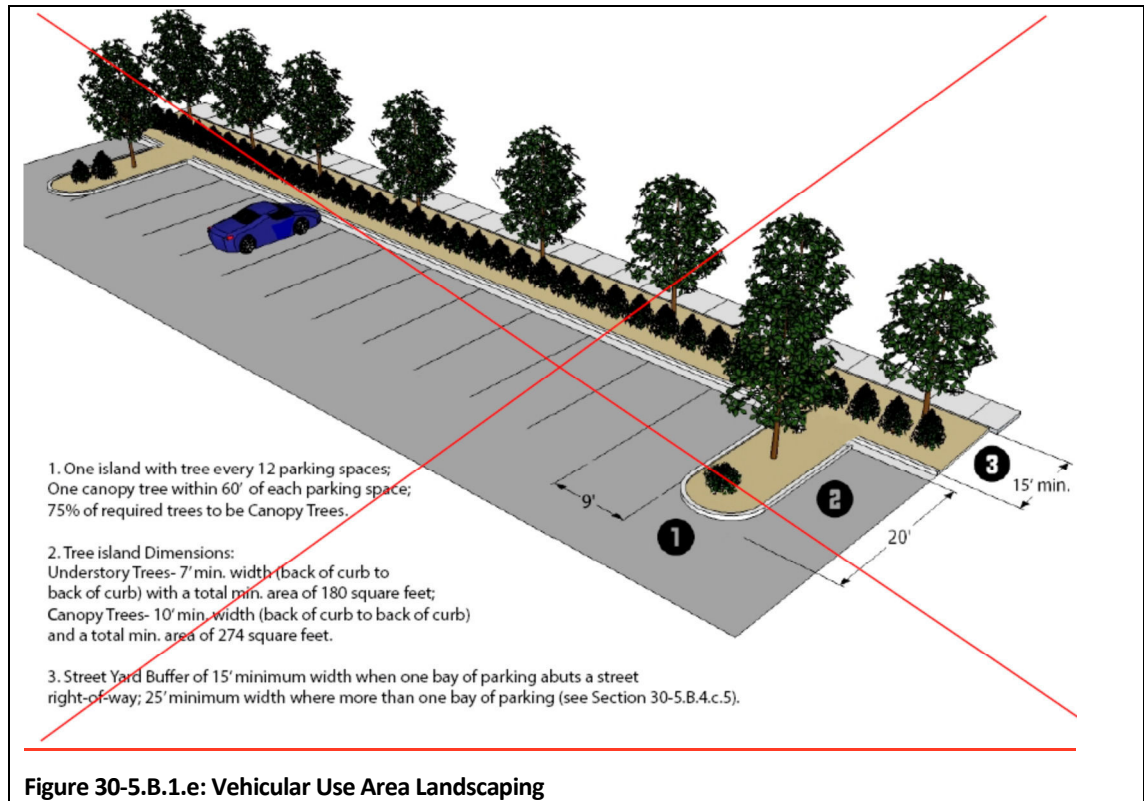 9'
1
2
3
15' min.
20'
1. One island with tree every 12 parking spaces;
One canopy tree within 60' of each parking space;
75% of required trees to be Canopy Trees.
2. Tree island Dimensions:
Understory Trees- 7' min. width (back of curb to
back of curb) with a total min. area of 180 square feet;
Canopy Trees- 10' min. width (back of curb to back of curb)
and a total min. area of 274 square feet.
3. Street Yard Buffer of 15' minimum width when one bay of parking abuts a street
right-of-way; 25' minimum width where more than one bay of parking (see Section 30-5.B.4.c.5).
Figure 30-5.B.1.e: Vehicular Use Area Landscaping